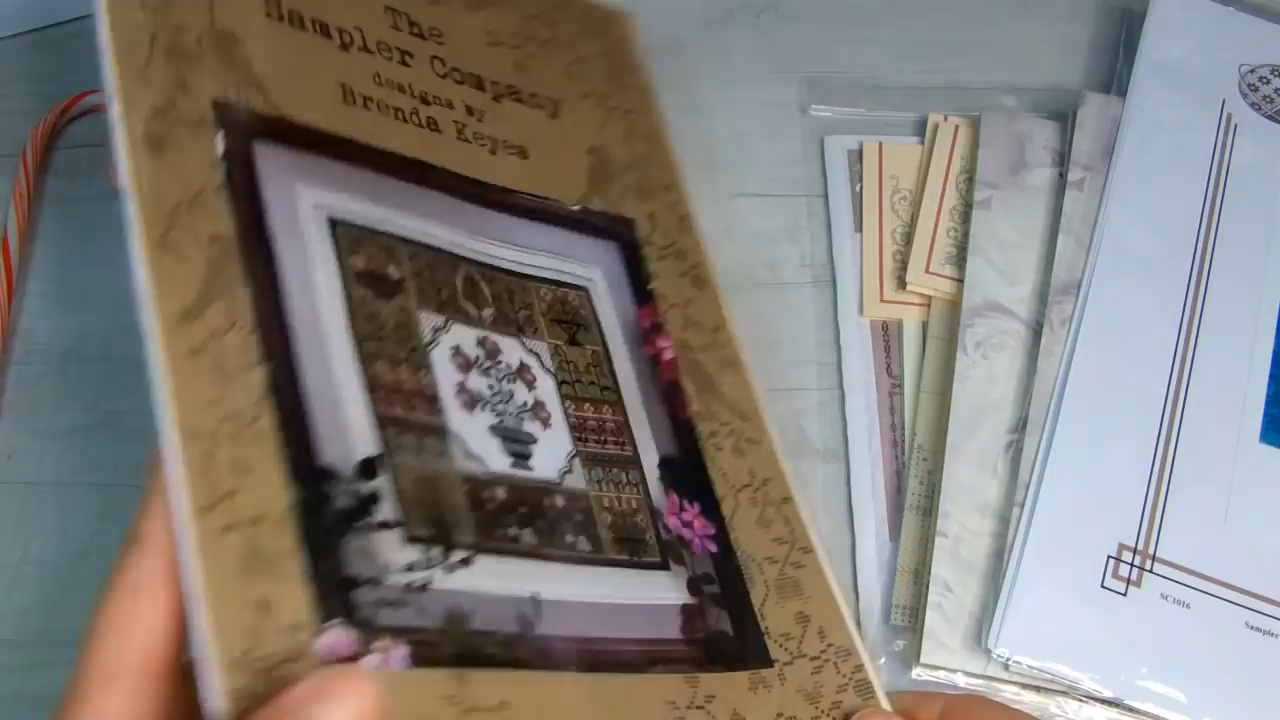 The
Sampler Company
designs by
Brenda Keyes
SC1016
Sampler